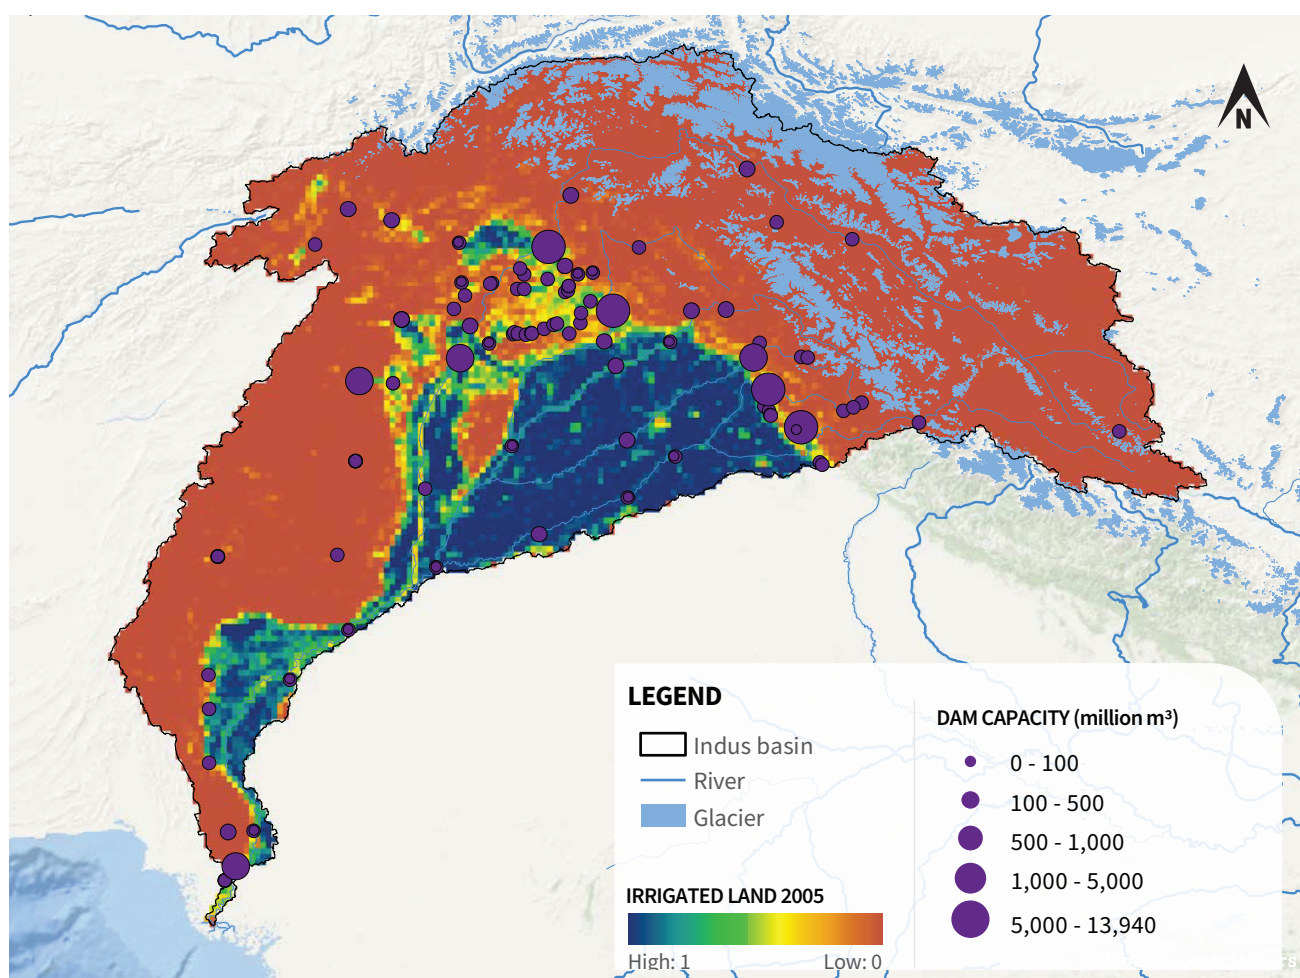 N
LEGEND
Indus basin
River
Glacier
IRRIGATED LAND 2005
High: 1
Low: 0
DAM CAPACITY (million m³)
0 - 100
100 - 500
500 - 1,000
1,000 - 5,000
5,000 - 13,940